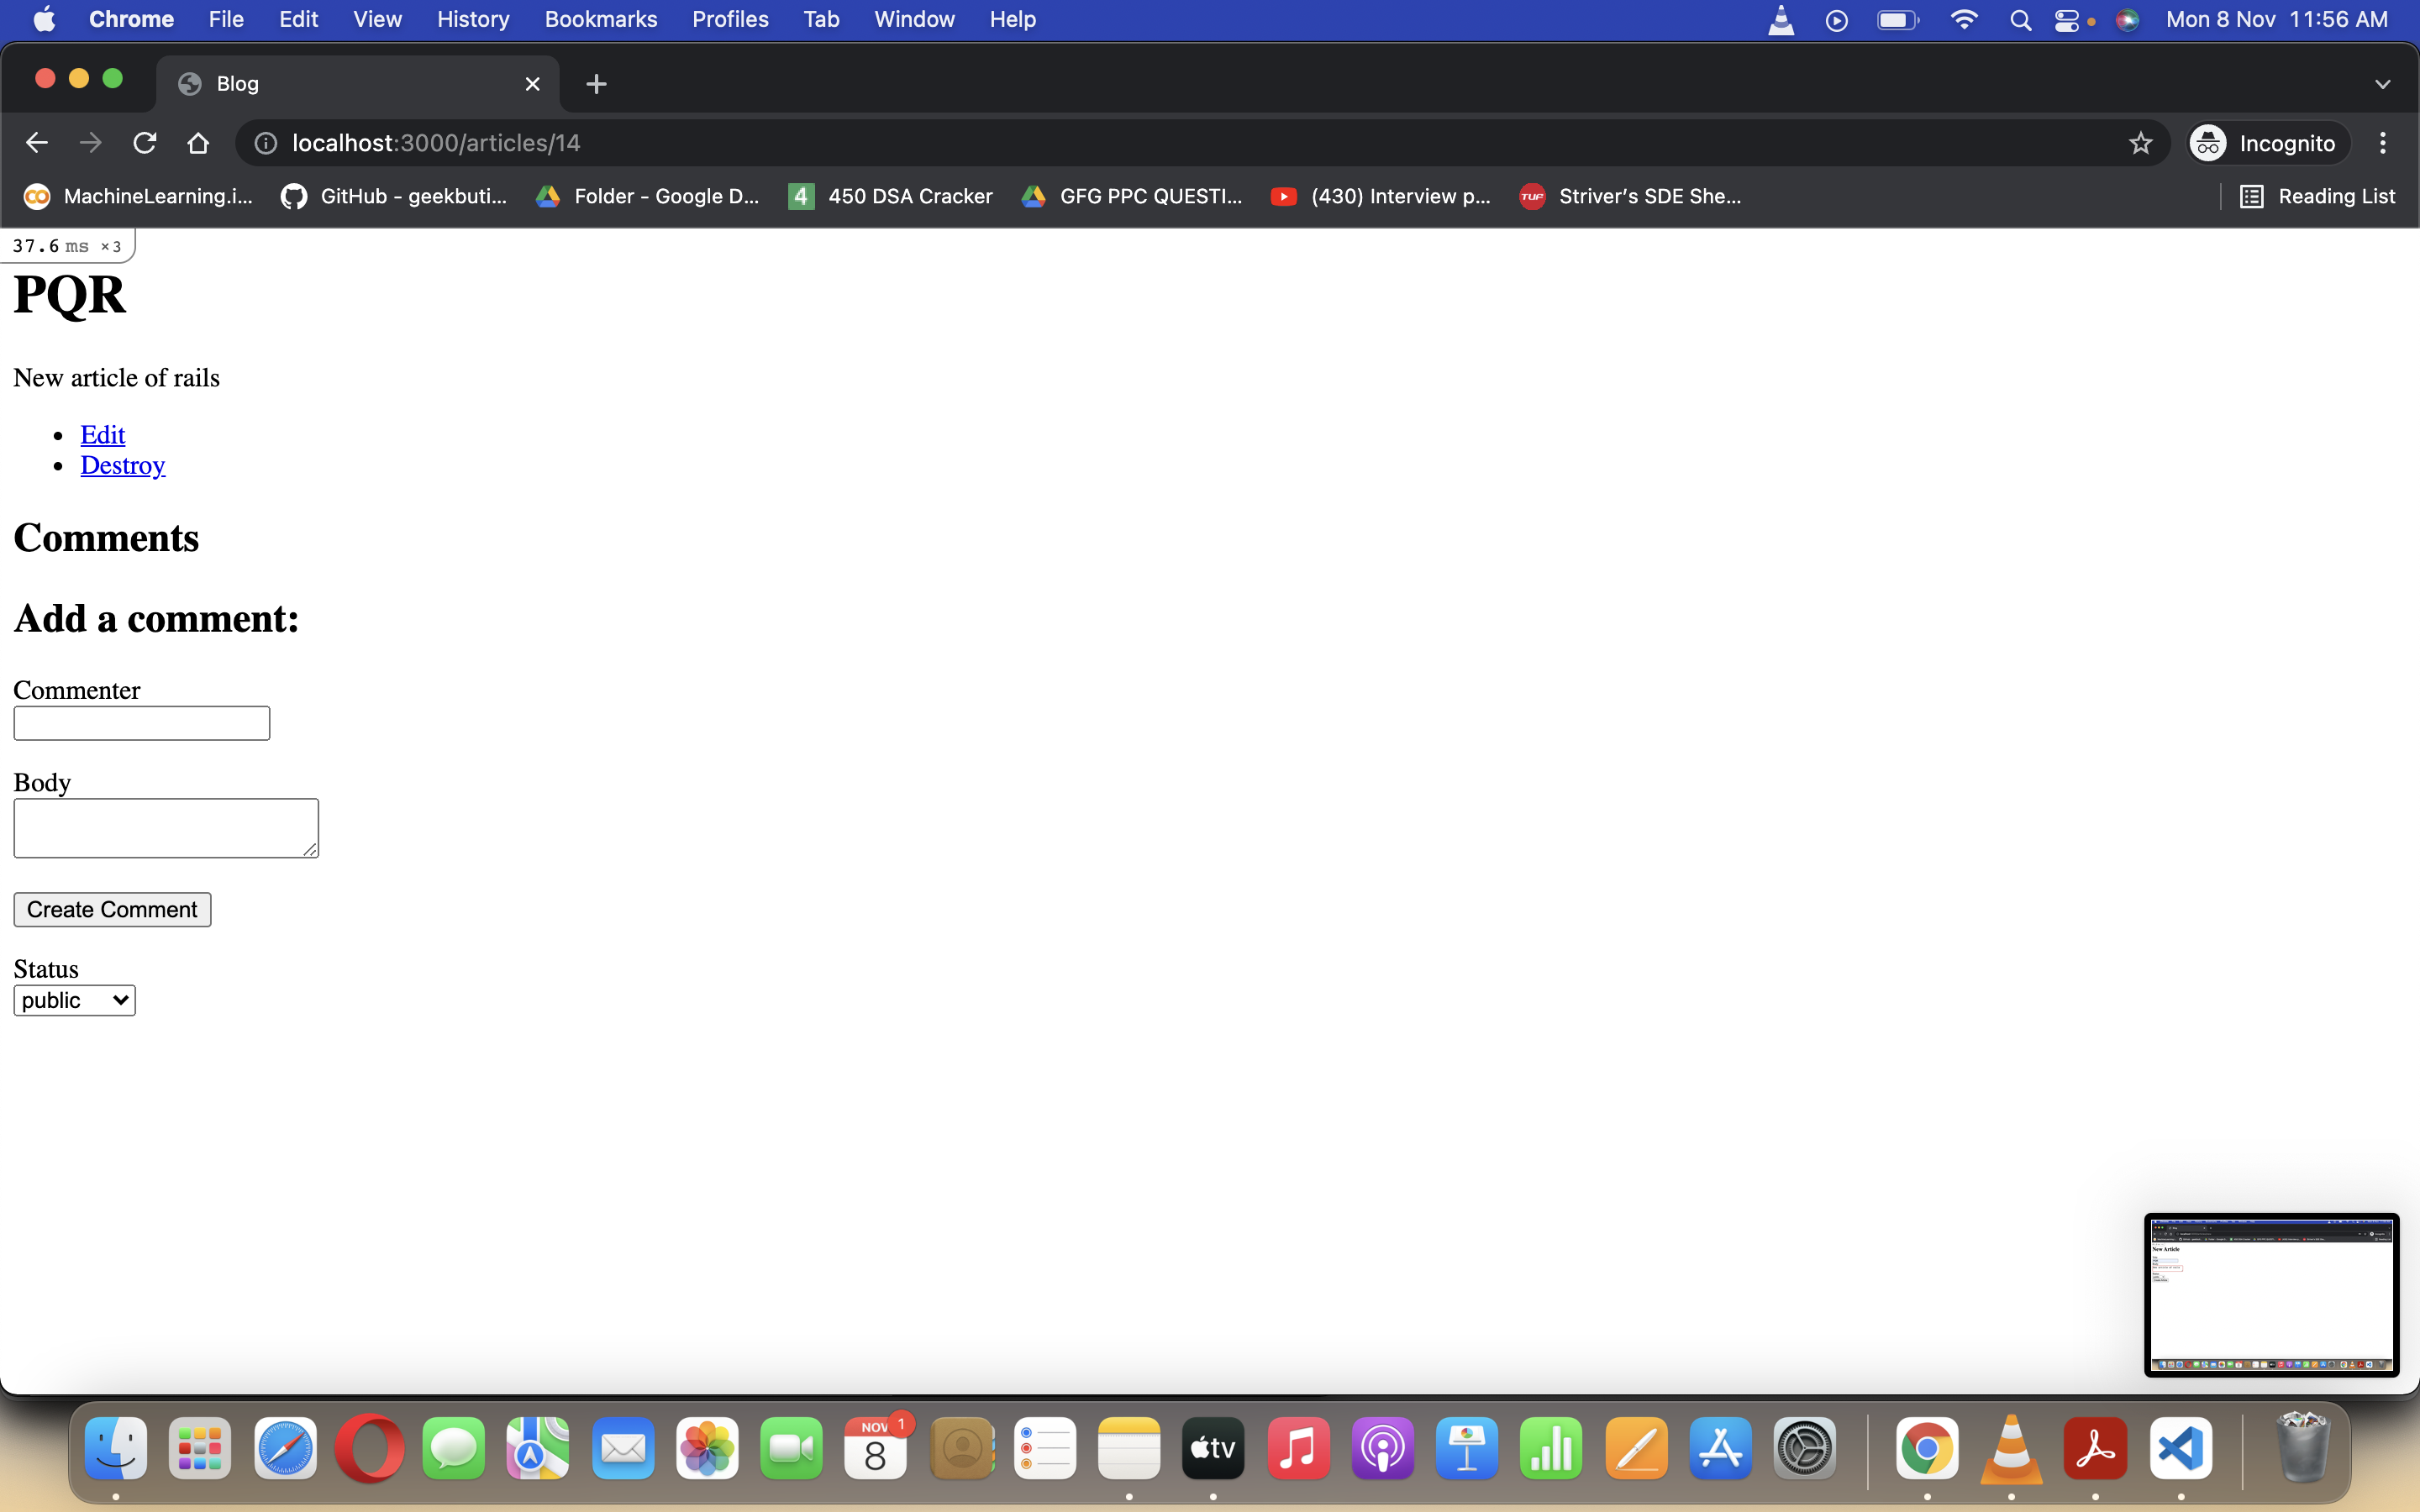 Chrome File Edit View History Bookmarks Profiles Tab Window Help Mon 8 Nov 11:56 AM
Blog
localhost:3000/articles/14 Incognito
MachineLearning.i... GitHub - geekbuti... Folder - Google D... 4 450 DSA Cracker GFG PPC QUESTI... (430) Interview p... TUF Striver's SDE She... Reading List
37.6 ms ×3
PQR
New article of rails
Edit
Destroy
Comments
Add a comment:
Commenter
Body
Create Comment
Status
public
New Article
NOV 1
8
tv